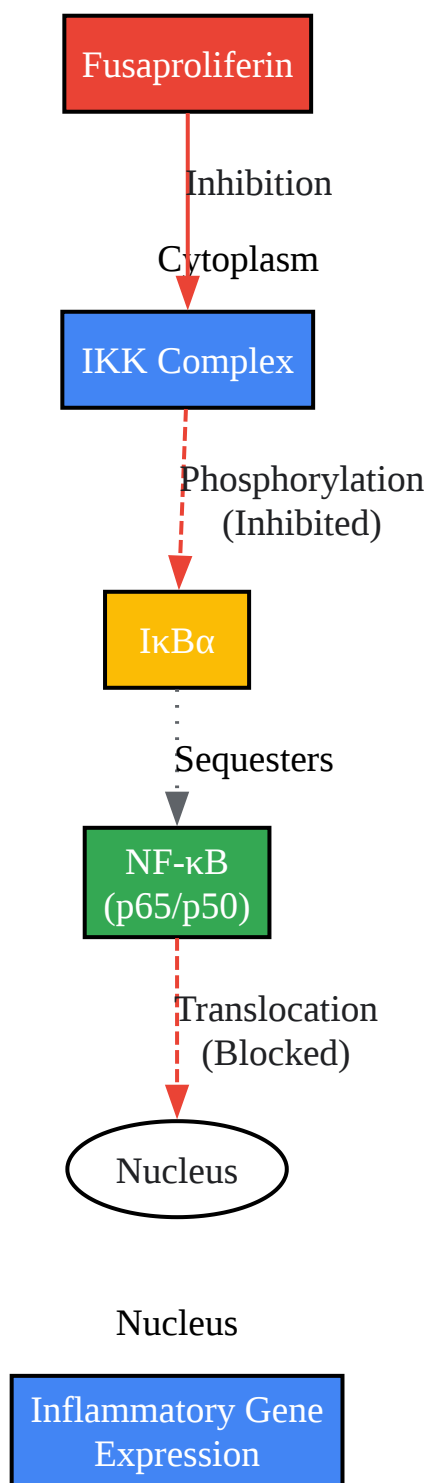 Fusaproliferin
Inhibition
Cytoplasm
IKK Complex
Phosphorylation
(Inhibited)
IκBα
Sequesters
NF-κB
(p65/p50)
Translocation
(Blocked)
Nucleus
Nucleus
Inflammatory Gene
Expression